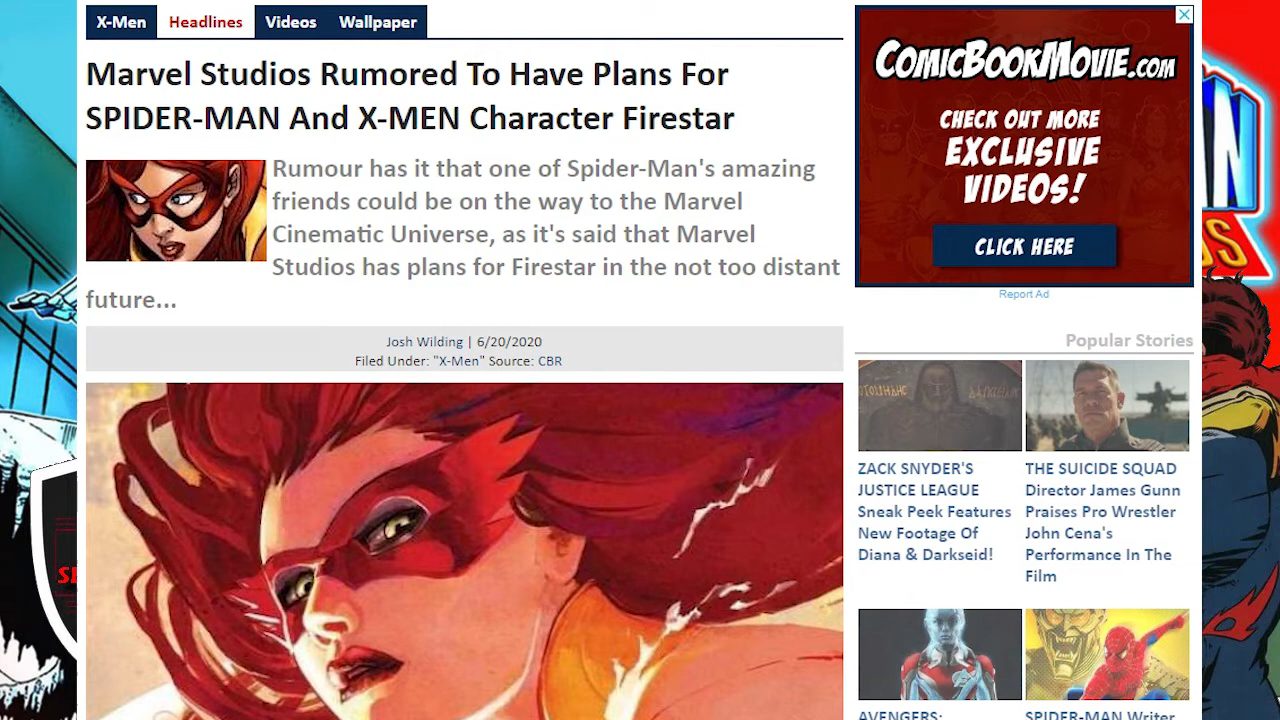 X-Men Headlines Videos Wallpaper
Marvel Studios Rumored To Have Plans For
SPIDER-MAN And X-MEN Character Firestar
Rumour has it that one of Spider-Man's amazing
friends could be on the way to the Marvel
Cinematic Universe, as it's said that Marvel
Studios has plans for Firestar in the not too distant
future...
Josh Wilding | 6/20/2020
Filed Under: "X-Men" Source: CBR
COMICBOOKMOVIE.COM
CHECK OUT MORE
EXCLUSIVE
VIDEOS!
CLICK HERE
Report Ad
Popular Stories
ZACK SNYDER'S
JUSTICE LEAGUE
Sneak Peek Features
New Footage Of
Diana & Darkseid!
THE SUICIDE SQUAD
Director James Gunn
Praises Pro Wrestler
John Cena's
Performance In The
Film
AVENGERS:
SPIDER-MAN Writer